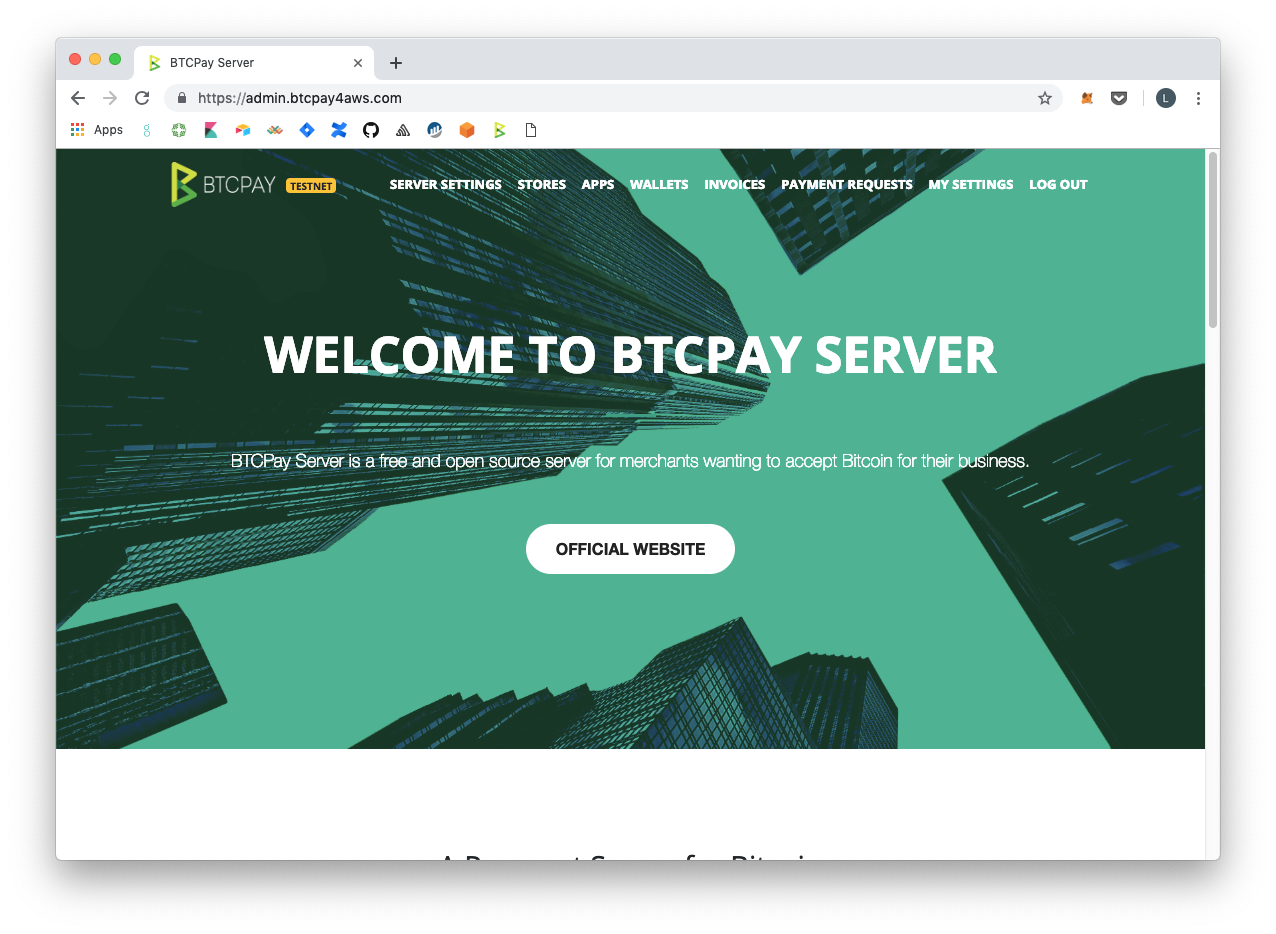 BTCPay Server
https://admin.btcpay4aws.com
L
Apps
BTCPAY TESTNET SERVER SETTINGS STORES APPS WALLETS INVOICES PAYMENT REQUESTS MY SETTINGS LOG OUT
WELCOME TO BTCPAY SERVER
BTCPay Server is a free and open source server for merchants wanting to accept Bitcoin for their business.
OFFICIAL WEBSITE